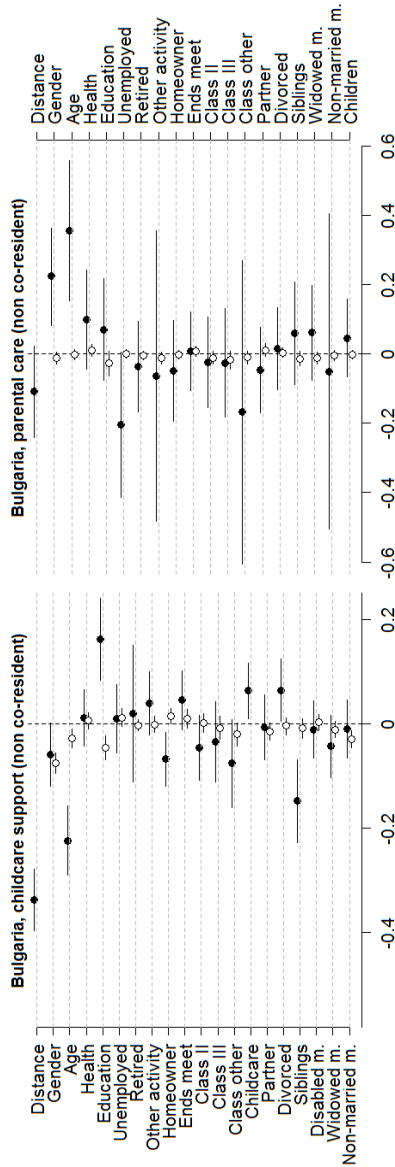 Bulgaria, childcare support (non co-resident)
Distance
Gender
Age
Health
Education
Unemployed
Retired
Other activity
Homeowner
Ends meet
Class II
Class III
Class other
Childcare
Partner
Divorced
Siblings
Disabled m.
Widowed m.
Non-married m.
-0.4
-0.2
0
0.2
Bulgaria, parental care (non co-resident)
Distance
Gender
Age
Health
Education
Unemployed
Retired
Other activity
Homeowner
Ends meet
Class II
Class III
Class other
Partner
Divorced
Siblings
Widowed m.
Non-married m.
Children
-0.6
-0.4
-0.2
0
0.2
0.4
0.6